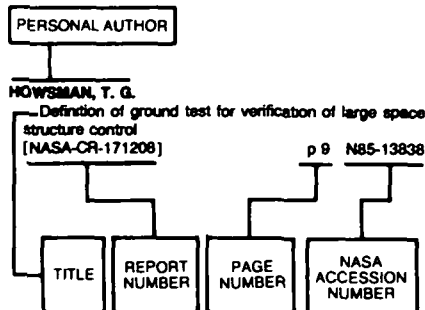 PERSONAL AUTHOR
HOWSMAN, T. G.
Definition of ground test for verification of large space
structure control
[NASA-CR-171208] p 9 N85-13838
TITLE
REPORT
NUMBER
PAGE
NUMBER
NASA
ACCESSION
NUMBER